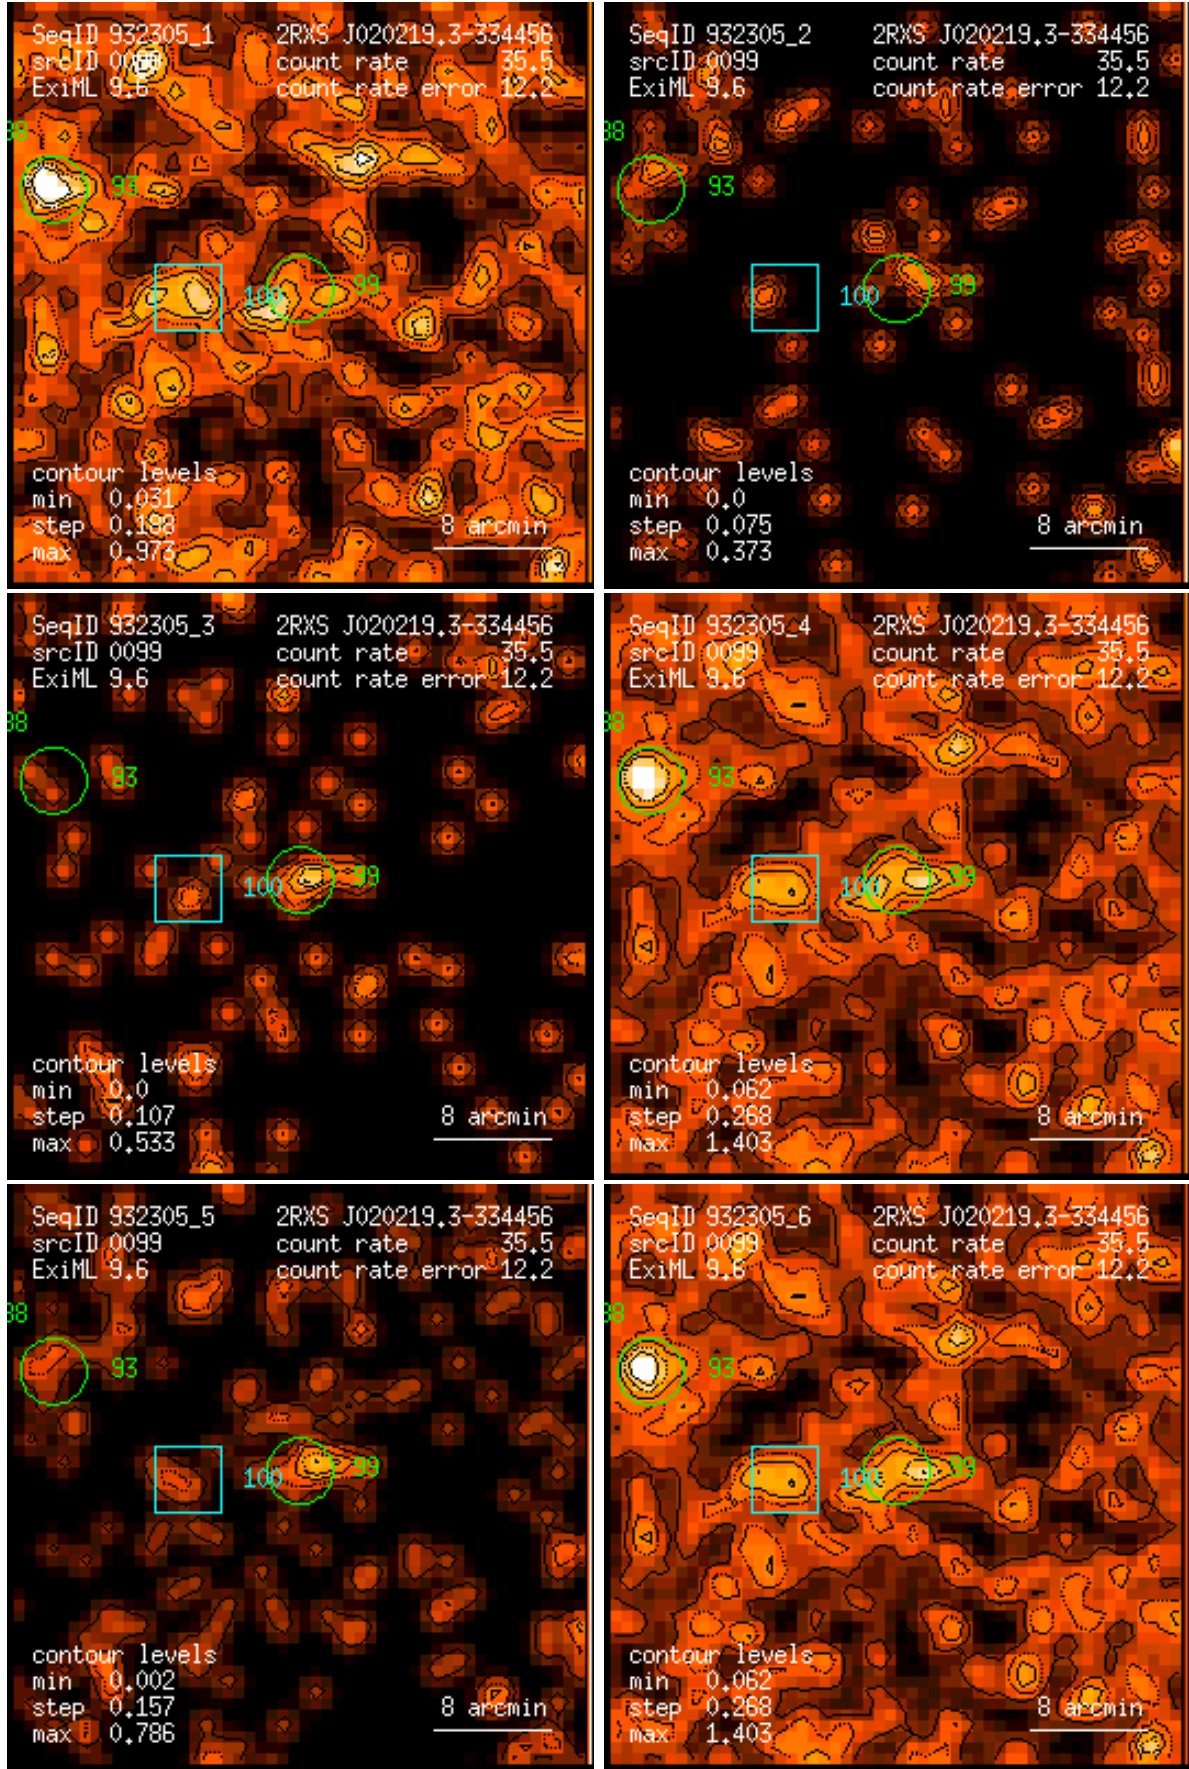 SeqID 932305_1 2RXS J020219.3-334456
srcID 0099 count rate 35.5
ExiML 9.6 count rate error 12.2
88
93
100 99
contour levels
min 0.031
step 0.188
max 0.973
8 arcmin
SeqID 932305_2 2RXS J020219.3-334456
srcID 0099 count rate 35.5
ExiML 9.6 count rate error 12.2
88
93
100 99
contour levels
min 0.0
step 0.075
max 0.373
8 arcmin
SeqID 932305_3 2RXS J020219.3-334456
srcID 0099 count rate 35.5
ExiML 9.6 count rate error 12.2
88
93
100 99
contour levels
min 0.0
step 0.107
max 0.533
8 arcmin
SeqID 932305_4 2RXS J020219.3-334456
srcID 0099 count rate 35.5
ExiML 9.6 count rate error 12.2
88
93
100 99
contour levels
min 0.062
step 0.268
max 1.403
8 arcmin
SeqID 932305_5 2RXS J020219.3-334456
srcID 0099 count rate 35.5
ExiML 9.6 count rate error 12.2
88
93
100 99
contour levels
min 0.002
step 0.157
max 0.786
8 arcmin
SeqID 932305_6 2RXS J020219.3-334456
srcID 0099 count rate 35.5
ExiML 9.6 count rate error 12.2
88
93
100 99
contour levels
min 0.062
step 0.268
max 1.403
8 arcmin